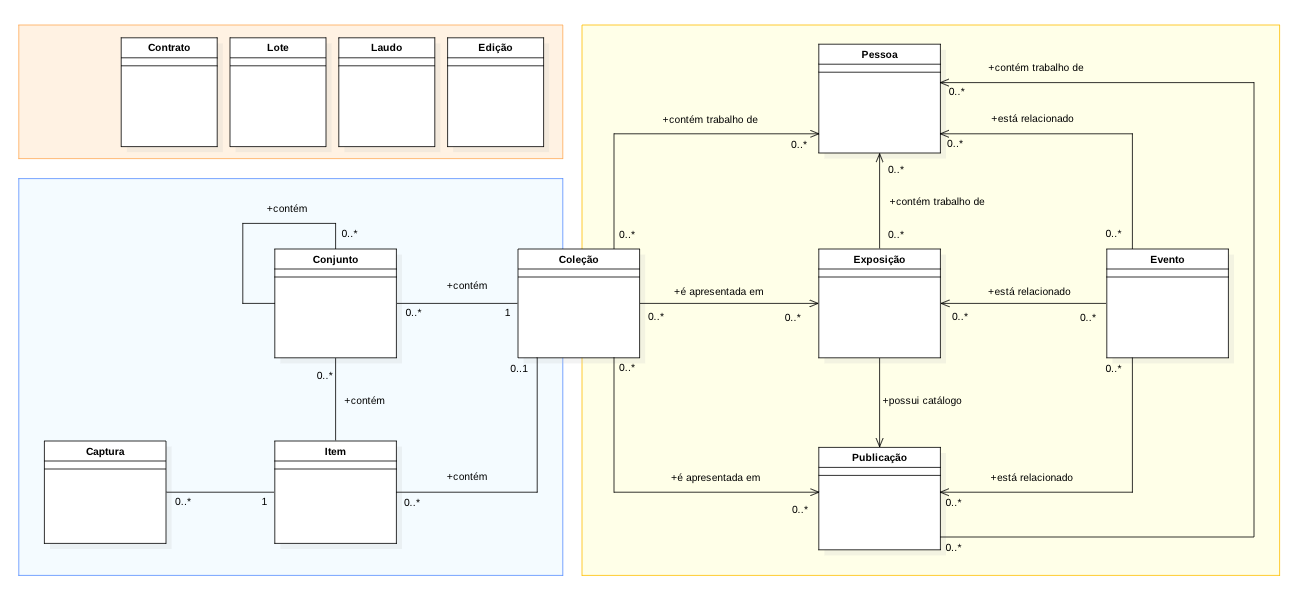 Contrato
Lote
Laudo
Edição
Pessoa
+contém trabalho de
0..*
+contém trabalho de
0..*
+está relacionado
0..*
0..*
+contém trabalho de
0..*
0..*
0..*
+contém
0..*
Conjunto
Coleção
Exposição
Evento
+contém
0..*
1
+é apresentada em
0..*
0..*
+está relacionado
0..*
0..*
0..*
0..1
0..*
0..*
+contém
+possui catálogo
Captura
Item
Publicação
+contém
+é apresentada em
+está relacionado
0..*
1
0..*
0..*
0..*
0..*